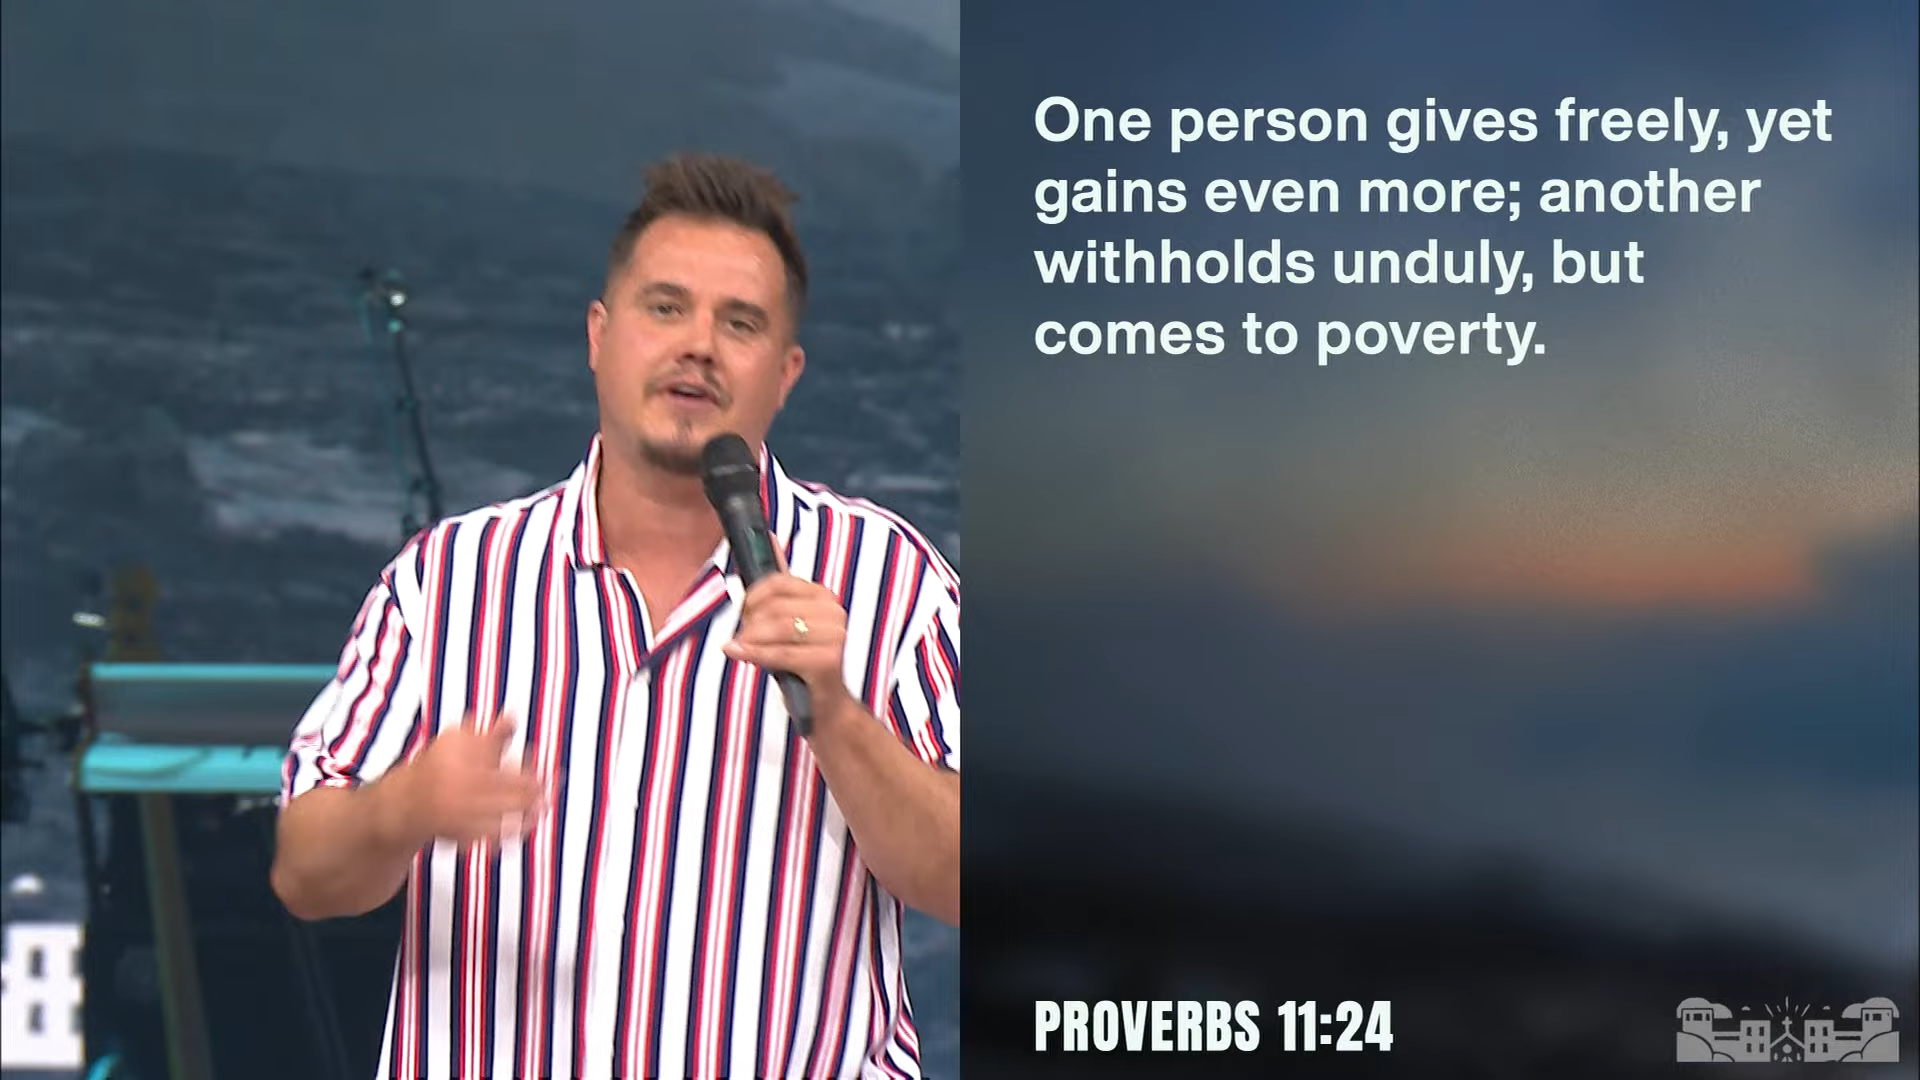 One person gives freely, yet
gains even more; another
withholds unduly, but
comes to poverty.
PROVERBS 11:24